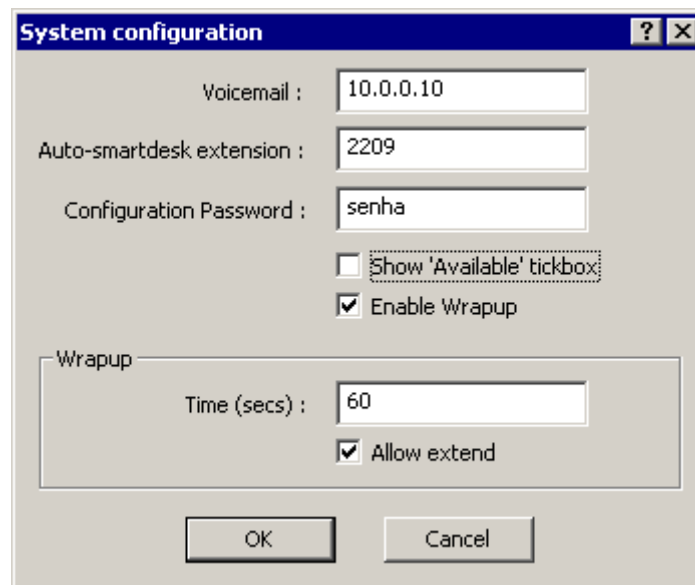 System configuration
Voicemail : 10.0.0.10
Auto-smartdesk extension : 2209
Configuration Password : senha
Show 'Available' tickbox
Enable Wrapup
Wrapup
Time (secs) : 60
Allow extend
OK Cancel